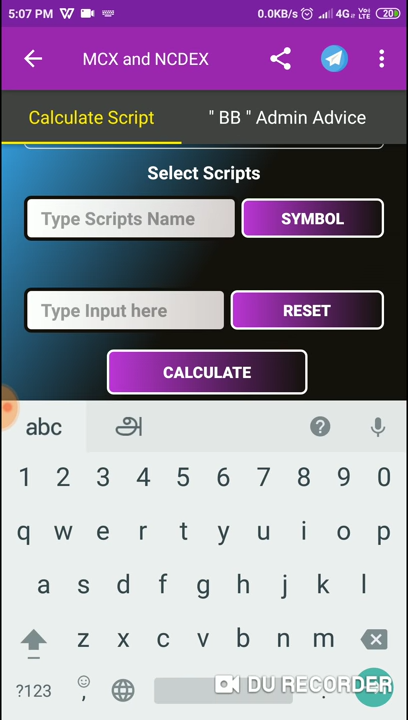 5:07 PM 0.0KB/s 4G VoLTE 20
MCX and NCDEX
Calculate Script " BB " Admin Advice
Select Scripts
Type Scripts Name SYMBOL
Type Input here RESET
CALCULATE
abc அ
1 2 3 4 5 6 7 8 9 0
q w e r t y u i o p
a s d f g h j k l
z x c v b n m
?123 , DU RECORDER .